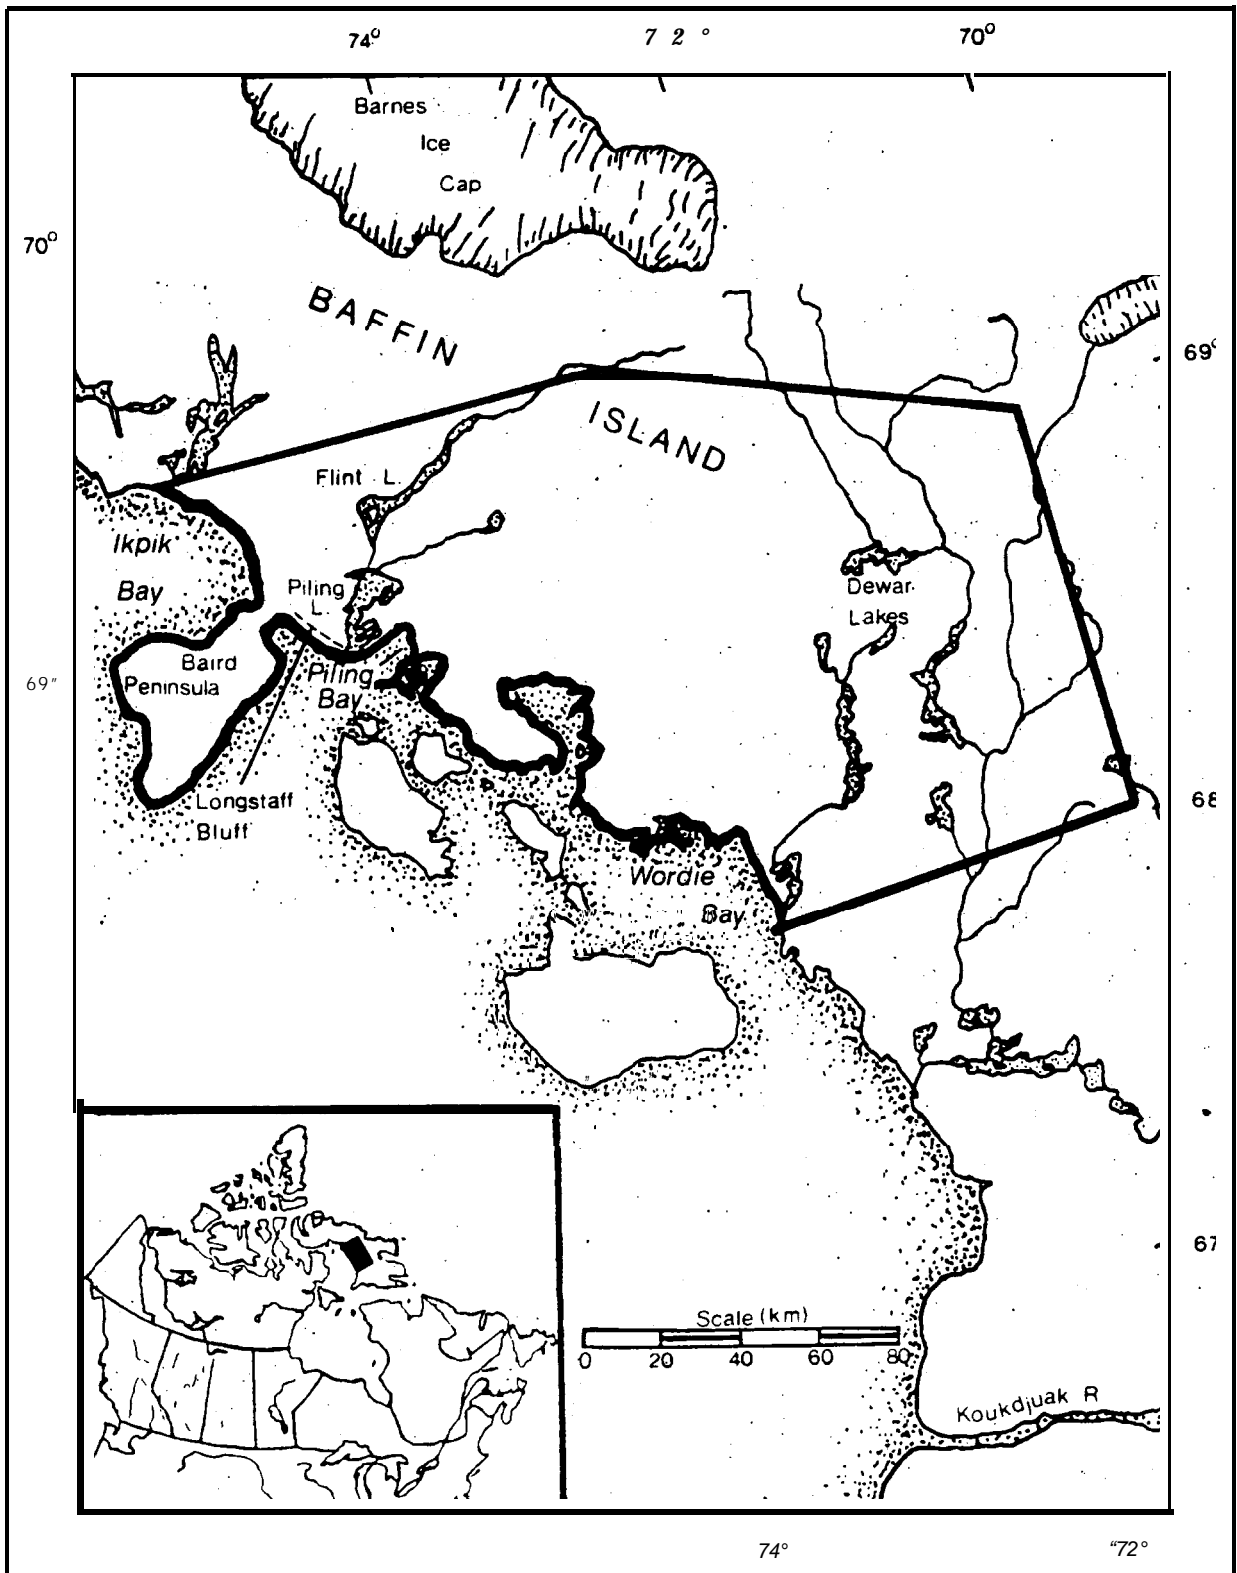 74°
7 2 °
70°
Barnes
Ice
Cap
70°
BAFFIN
69°
ISLAND
Flint L.
Ikpik
Bay
Piling
L.
Dewar
Lakes
Baird
Peninsula
Piling
Bay
69"
Longstaff
Bluff
68
Wordie
Bay
67
Scale (km)
0 20 40 60 80
Koukdjuak R
74°
"72°